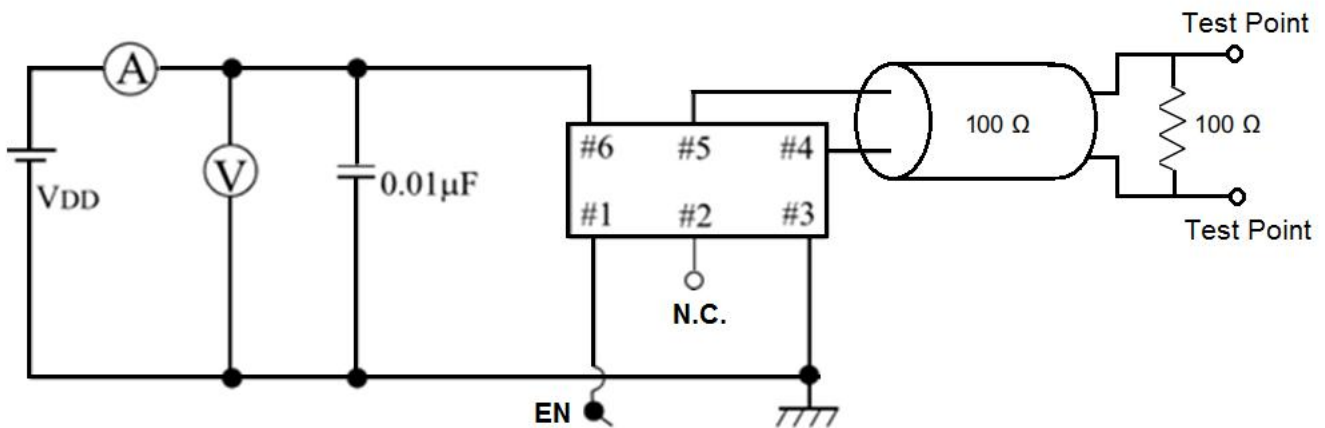 Test Point
A
#6 #5 #4
100 Ω
100 Ω
V
0.01μF
VDD
#1 #2 #3
Test Point
N.C.
EN